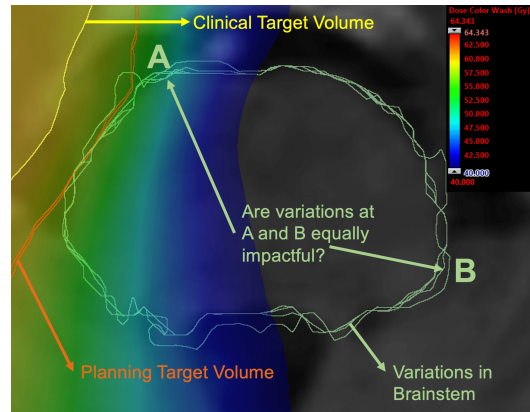 Clinical Target Volume
Dose Color Wash [Gy]
64.343
64.343
62.500
60.000
57.500
55.000
52.500
50.000
47.500
45.000
42.500
40.000
40.000
A
Are variations at
A and B equally
impactful?
B
Planning Target Volume
Variations in
Brainstem